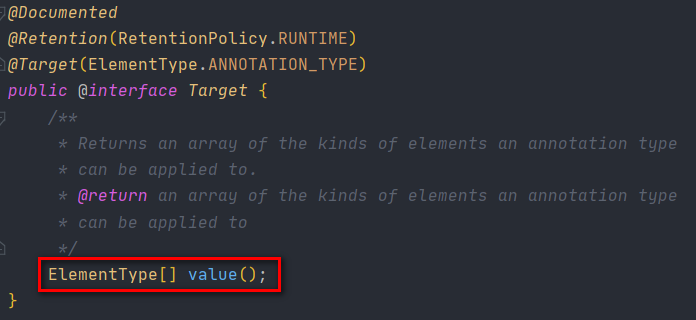 @Documented
@Retention(RetentionPolicy.RUNTIME)
@Target(ElementType.ANNOTATION_TYPE)
public @interface Target {
/**
* Returns an array of the kinds of elements an annotation type
* can be applied to.
* @return an array of the kinds of elements an annotation type
* can be applied to
*/
ElementType[] value();
}